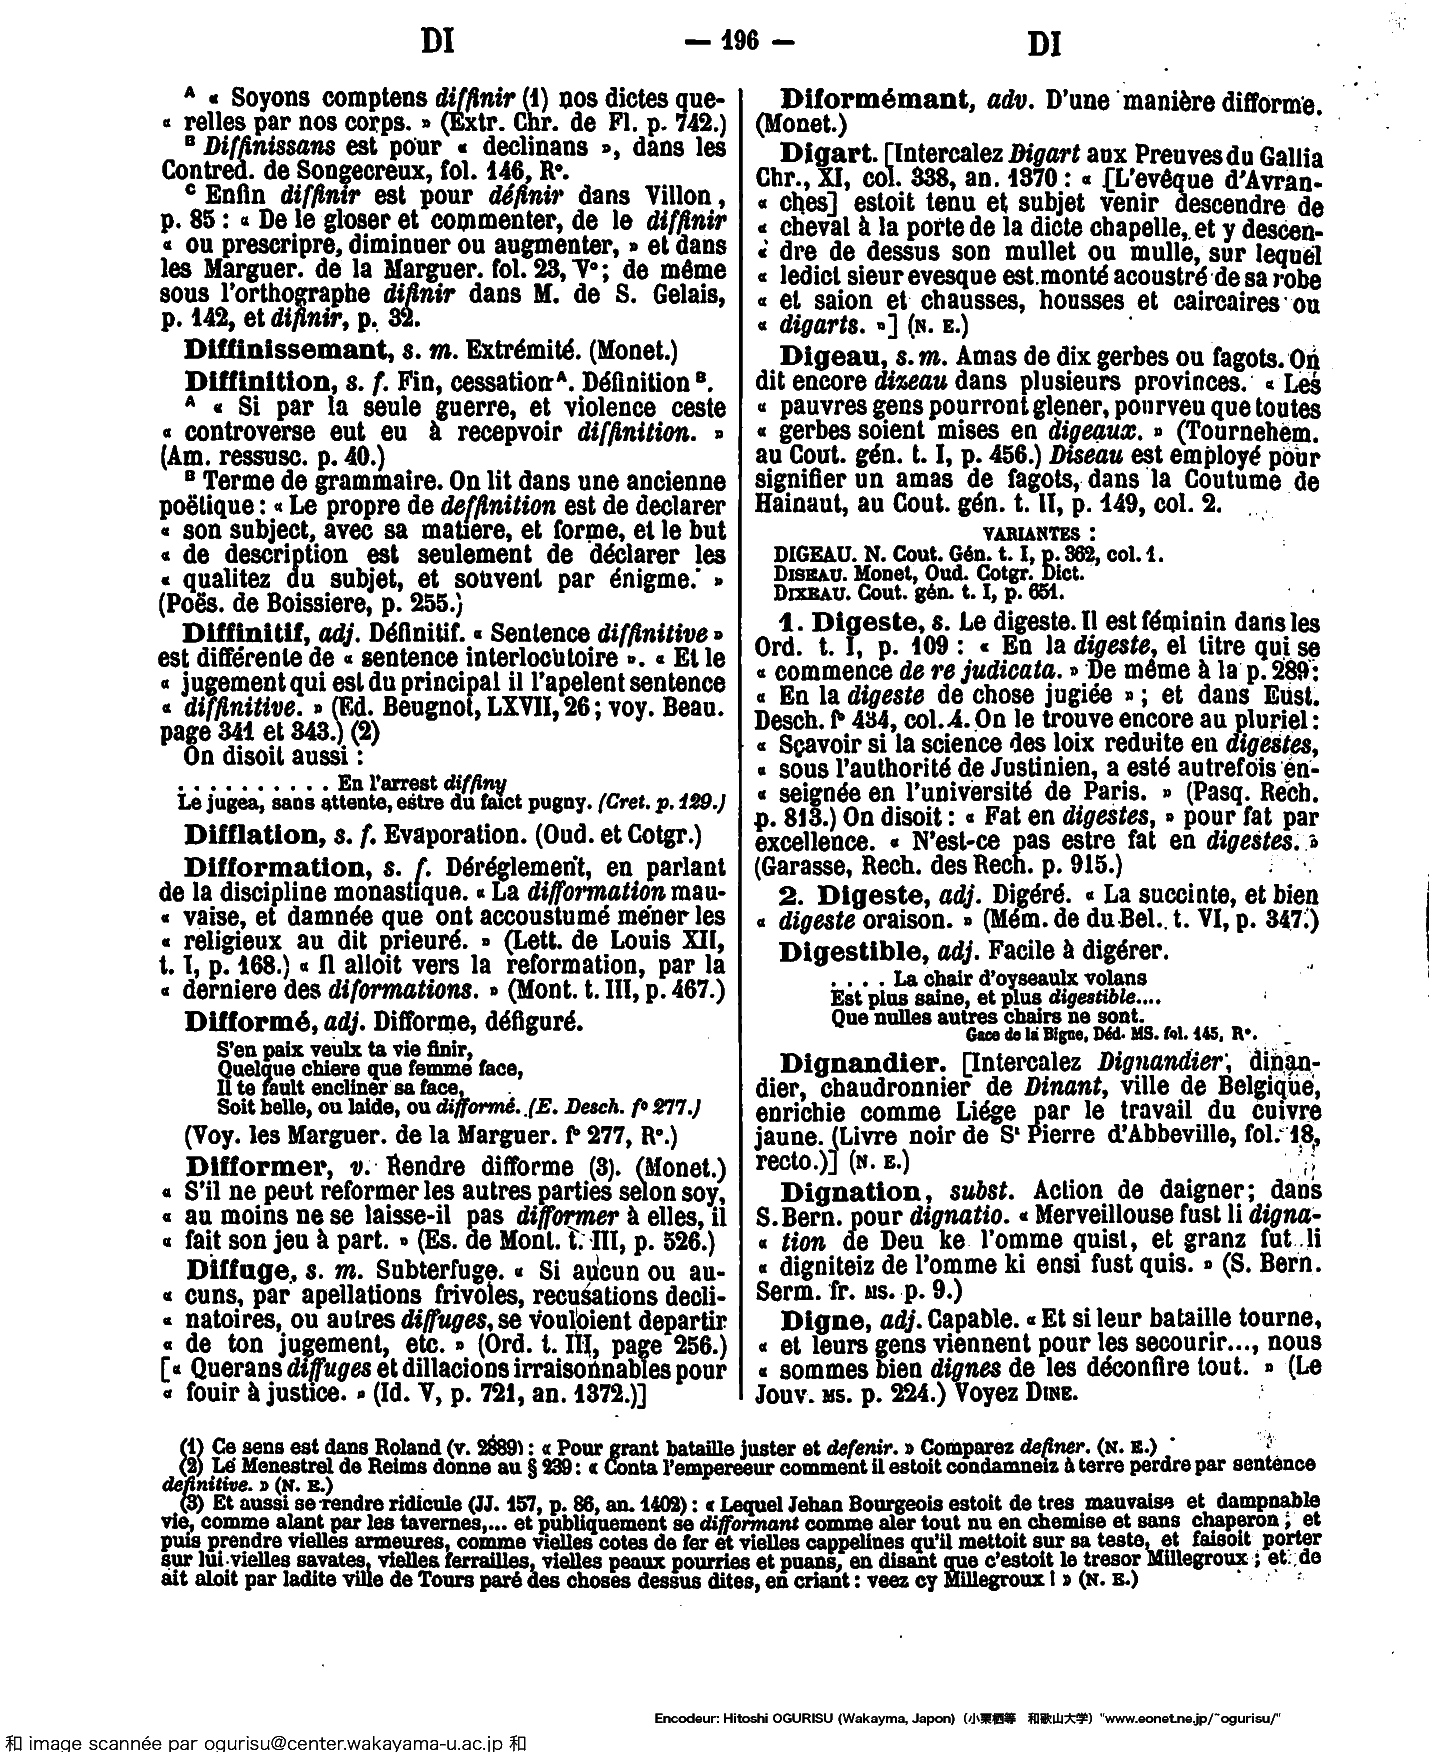 DI
— 196 —
DI
A « Soyons comptens diffinir (1) nos dictes que-
« relles par nos corps. » (Extr. Chr. de Fl. p. 742.)
B Diffinissans est pour « declinans », dans les
Contred. de Songecreux, fol. 146, R°.
C Enfin diffinir est pour définir dans Villon,
p. 85 : « De le gloser et commenter, de le diffinir
« ou prescripre, diminuer ou augmenter, » et dans
les Marguer. de la Marguer. fol. 23, V°; de même
sous l'orthographe difinir dans M. de S. Gelais,
p. 142, et difinir, p. 32.
Diffinissemant, s. m. Extrémité. (Monet.)
Diffinition, s. f. Fin, cessation A. Définition B.
A « Si par la seule guerre, et violence ceste
« controverse eut eu à recepvoir diffinition. »
(Am. ressusc. p. 40.)
B Terme de grammaire. On lit dans une ancienne
poëtique : « Le propre de deffinition est de declarer
« son subject, avec sa matiere, et forme, et le but
« de description est seulement de déclarer les
« qualitez du subjet, et souvent par énigme. »
(Poës. de Boissiere, p. 255.)
Diffinitif, adj. Définitif. « Sentence diffinitive »
est différente de « sentence interlocutoire ». « Et le
« jugement qui est du principal il l'apelent sentence
« diffinitive. » (Ed. Beugnot, LXVII, 26 ; voy. Beau.
page 341 et 343.) (2)
On disoit aussi :
. . . . . . . . . . En l'arrest diffiny
Le jugea, sans attente, estre du faict pugny. (Cret. p. 129.)
Difflation, s. f. Evaporation. (Oud. et Cotgr.)
Difformation, s. f. Déréglement, en parlant
de la discipline monastique. « La difformation mau-
« vaise, et damnée que ont accoustumé mener les
« religieux au dit prieuré. » (Lett. de Louis XII,
t. I, p. 168.) « Il alloit vers la reformation, par la
« derniere des diformations. » (Mont. t. III, p. 467.)
Difformé, adj. Difforme, défiguré.
S'en paix veulx ta vie finir,
Quelque chiere que femme face,
Il te fault encliner sa face,
Soit belle, ou laide, ou difformé. (E. Desch. f° 277.)
(Voy. les Marguer. de la Marguer. f° 277, R°.)
Difformer, v. Rendre difforme (3). (Monet.)
« S'il ne peut reformer les autres parties selon soy,
« au moins ne se laisse-il pas difformer à elles, il
« fait son jeu à part. » (Es. de Mont. t. III, p. 526.)
Diffuge, s. m. Subterfuge. « Si aucun ou au-
« cuns, par apellations frivoles, recusations decli-
« natoires, ou autres diffuges, se vouloient departir
« de ton jugement, etc. » (Ord. t. III, page 256.)
[« Querans diffuges et dillacions irraisonnables pour
« fouir à justice. » (Id. V, p. 721, an. 1372.)]
Diformémant, adv. D'une manière difforme.
(Monet.)
Digart. [Intercalez Digart aux Preuves du Gallia
Chr., XI, col. 338, an. 1370 : « [L'evêque d'Avran-
« ches] estoit tenu et subjet venir descendre de
« cheval à la porte de la dicte chapelle, et y descen-
« dre de dessus son mullet ou mulle, sur lequel
« ledict sieur evesque est monté acoustré de sa robe
« et saion et chausses, housses et caircaires ou
« digarts. »] (N. E.)
Digeau, s. m. Amas de dix gerbes ou fagots. On
dit encore dizeau dans plusieurs provinces. « Les
« pauvres gens pourront glener, pourveu que toutes
« gerbes soient mises en digeaux. » (Tournehem.
au Cout. gén. t. I, p. 456.) Diseau est employé pour
signifier un amas de fagots, dans la Coutume de
Hainaut, au Cout. gén. t. II, p. 149, col. 2.
VARIANTES :
DIGEAU. N. Cout. Gén. t. I, p. 362, col. 1.
DISEAU. Monet, Oud. Cotgr. Dict.
DIXEAU. Cout. gén. t. I, p. 651.
1. Digeste, s. Le digeste. Il est féminin dans les
Ord. t. I, p. 109 : « En la digeste, el titre qui se
« commence de re judicata. » De même à la p. 289 :
« En la digeste de chose jugiée » ; et dans Eust.
Desch. f° 434, col. 4. On le trouve encore au pluriel :
« Sçavoir si la science des loix reduite en digestes,
« sous l'authorité de Justinien, a esté autrefois en-
« seignée en l'université de Paris. » (Pasq. Rech.
p. 813.) On disoit : « Fat en digestes, » pour fat par
excellence. « N'est-ce pas estre fat en digestes. »
(Garasse, Rech. des Rech. p. 915.)
2. Digeste, adj. Digéré. « La succinte, et bien
« digeste oraison. » (Mém. de du Bel. t. VI, p. 347.)
Digestible, adj. Facile à digérer.
. . . . La chair d'oyseaulx volans
Est plus saine, et plus digestible....
Que nulles autres chairs ne sont.
Gace de la Bigne, Déd. MS. fol. 145, R°.
Dignandier. [Intercalez Dignandier, dinan-
dier, chaudronnier de Dinant, ville de Belgique,
enrichie comme Liége par le travail du cuivre
jaune. (Livre noir de St Pierre d'Abbeville, fol. 18,
recto.)] (N. E.)
Dignation, subst. Action de daigner; dans
S. Bern. pour dignatio. « Merveillouse fust li digna-
« tion de Deu ke l'omme quist, et granz fut li
« digniteiz de l'omme ki ensi fust quis. » (S. Bern.
Serm. fr. MS. p. 9.)
Digne, adj. Capable. « Et si leur bataille tourne,
« et leurs gens viennent pour les secourir..., nous
« sommes bien dignes de les déconfire tout. » (Le
Jouv. MS. p. 224.) Voyez DINE.
(1) Ce sens est dans Roland (v. 2889) : « Pour grant bataille juster et defenir. » Comparez definer. (N. E.)
(2) Le Menestrel de Reims donne au § 239 : « Conta l'empereeur comment il estoit condamneiz à terre perdre par sentence
definitive. » (N. E.)
(3) Et aussi se rendre ridicule (JJ. 157, p. 86, an. 1402) : « Lequel Jehan Bourgeois estoit de tres mauvaise et dampnable
vie, comme alant par les tavernes,... et publiquement se difformant comme aler tout nu en chemise et sans chaperon ; et
puis prendre vielles armeures, comme vielles cotes de fer et vielles cappelines qu'il mettoit sur sa teste, et faisoit porter
sur lui vielles savates, vielles ferrailles, vielles peaux pourries et puans, en disant que c'estoit le tresor Millegroux ; et de
ait aloit par ladite ville de Tours paré des choses dessus dites, en criant : veez cy Millegroux ! » (N. E.)
Encodeur: Hitoshi OGURISU (Wakayma, Japon) (小栗栖等 和歌山大学) "www.eonet.ne.jp/~ogurisu/"
和 image scannée par ogurisu@center.wakayama-u.ac.jp 和